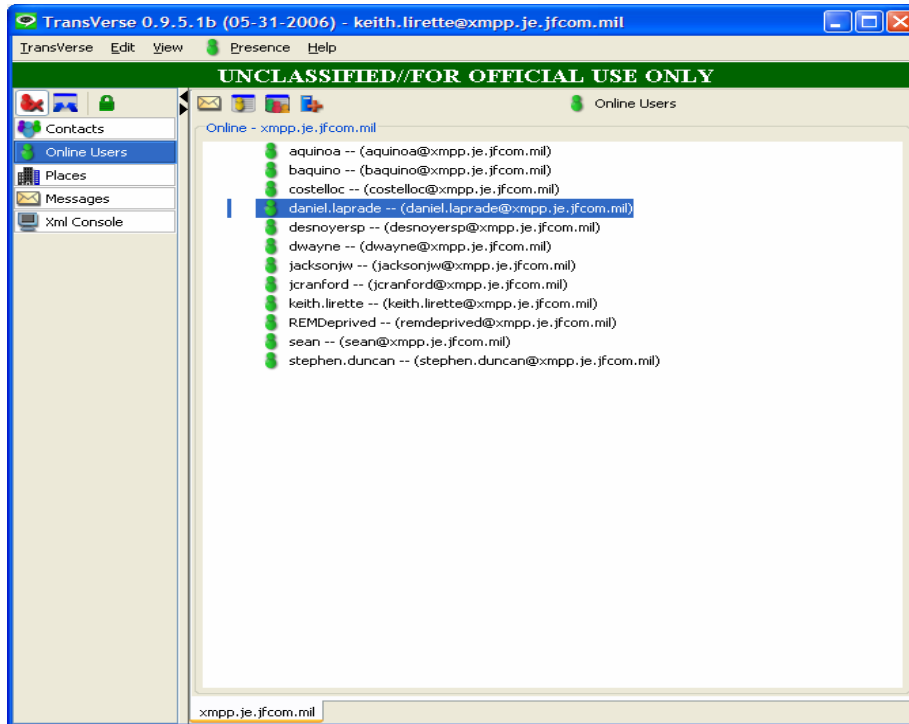 TransVerse 0.9.5.1b (05-31-2006) - keith.lirette@xmpp.je.jfcom.mil
TransVerse Edit View Presence Help
UNCLASSIFIED//FOR OFFICIAL USE ONLY
Online Users
Contacts
Online Users
Places
Messages
Xml Console
Online - xmpp.je.jfcom.mil
aquinoa -- (aquinoa@xmpp.je.jfcom.mil)
baquino -- (baquino@xmpp.je.jfcom.mil)
costelloc -- (costelloc@xmpp.je.jfcom.mil)
daniel.laprade -- (daniel.laprade@xmpp.je.jfcom.mil)
desnoyersp -- (desnoyersp@xmpp.je.jfcom.mil)
dwayne -- (dwayne@xmpp.je.jfcom.mil)
jacksonjw -- (jacksonjw@xmpp.je.jfcom.mil)
jcranford -- (jcranford@xmpp.je.jfcom.mil)
keith.lirette -- (keith.lirette@xmpp.je.jfcom.mil)
REMDeprived -- (remdeprived@xmpp.je.jfcom.mil)
sean -- (sean@xmpp.je.jfcom.mil)
stephen.duncan -- (stephen.duncan@xmpp.je.jfcom.mil)
xmpp.je.jfcom.mil